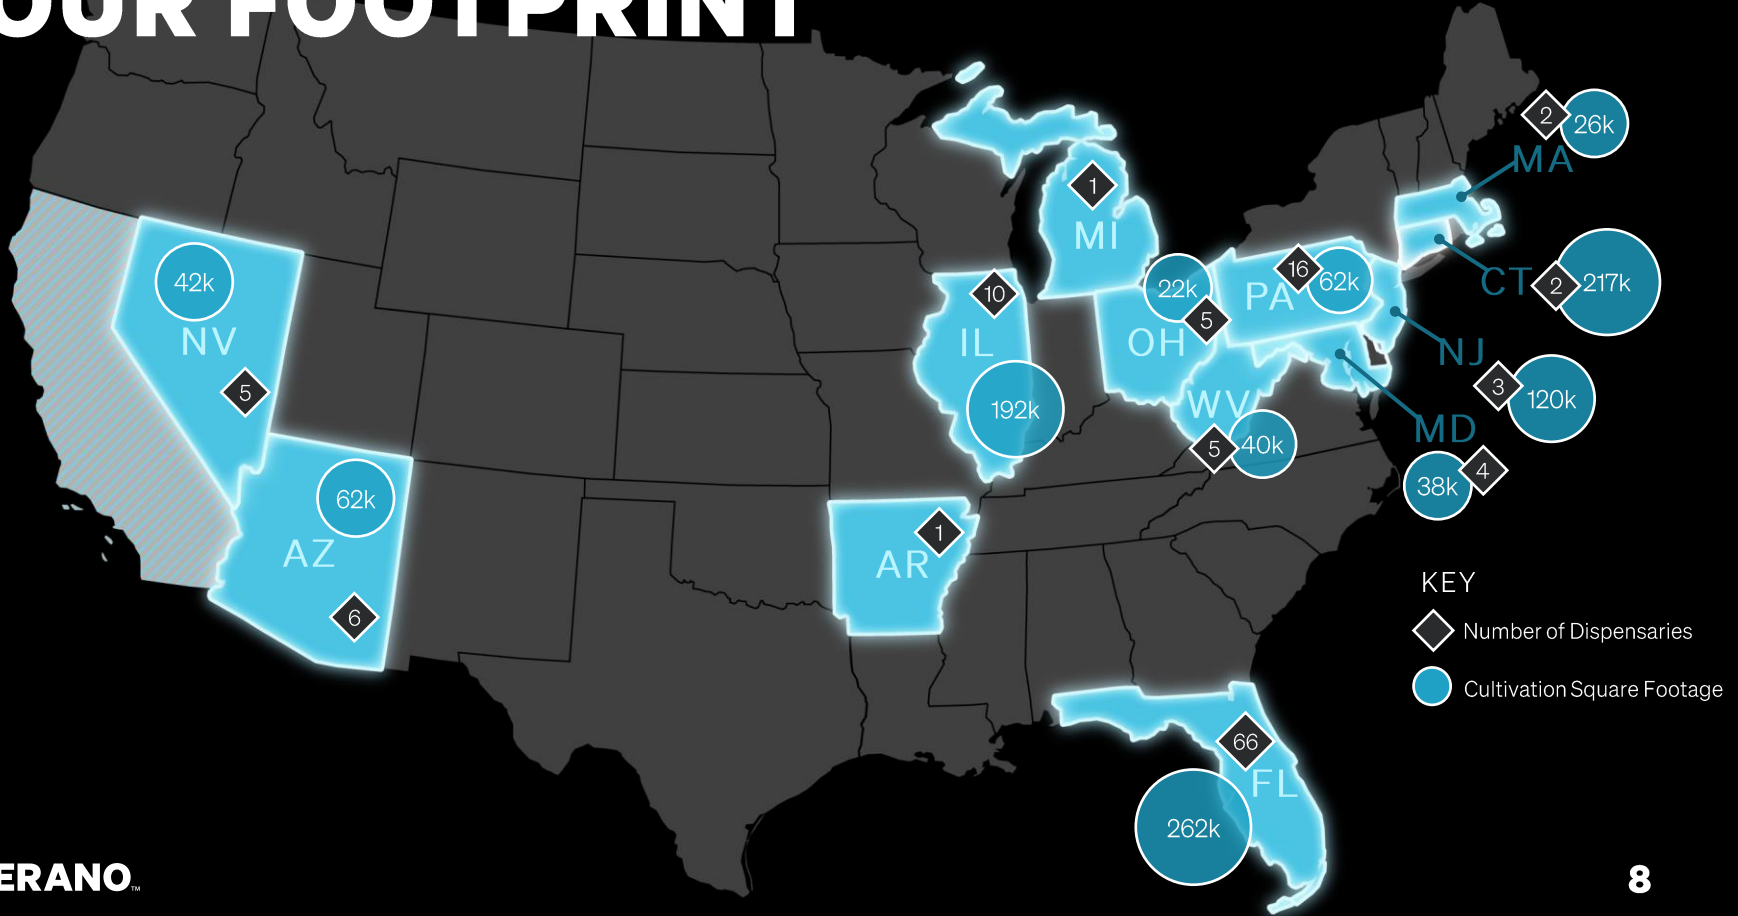 OUR FOOTPRINT
2 26k
MA
1
MI
CT 2 217k
42k
NV
5
10
IL
192k
22k
5
OH
16 62k
PA
NJ
3 120k
WV
5 40k
MD
38k 4
62k
AZ
6
1
AR
KEY
Number of Dispensaries
Cultivation Square Footage
66
FL
262k
ERANO™
8